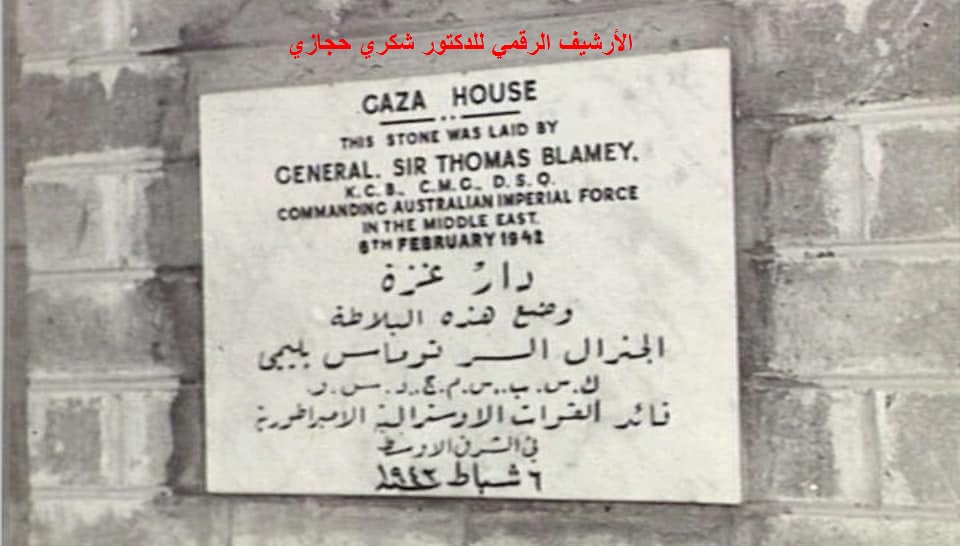 الأرشيف الرقمي للدكتور شكري حجازي
GAZA HOUSE
THIS STONE WAS LAID BY
GENERAL. SIR THOMAS BLAMEY.
K.C.B., C.M.G., D.S.O.
COMMANDING AUSTRALIAN IMPERIAL FORCE
IN THE MIDDLE EAST.
6TH FEBRUARY 1942
دار غزة
وضع هذه البلاطة
الجنرال السر توماس بليمى
ك.س.ب.،س.م.ج.،د.س.و
قائد القوات الاوسترالية الامبراطورية
في الشرق الاوسط
٦ شباط ١٩٤٢